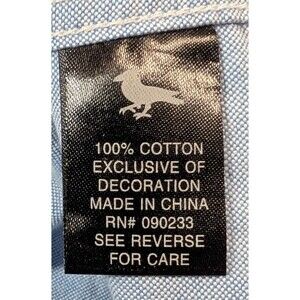 100% COTTON
EXCLUSIVE OF
DECORATION
MADE IN CHINA
RN# 090233
SEE REVERSE
FOR CARE